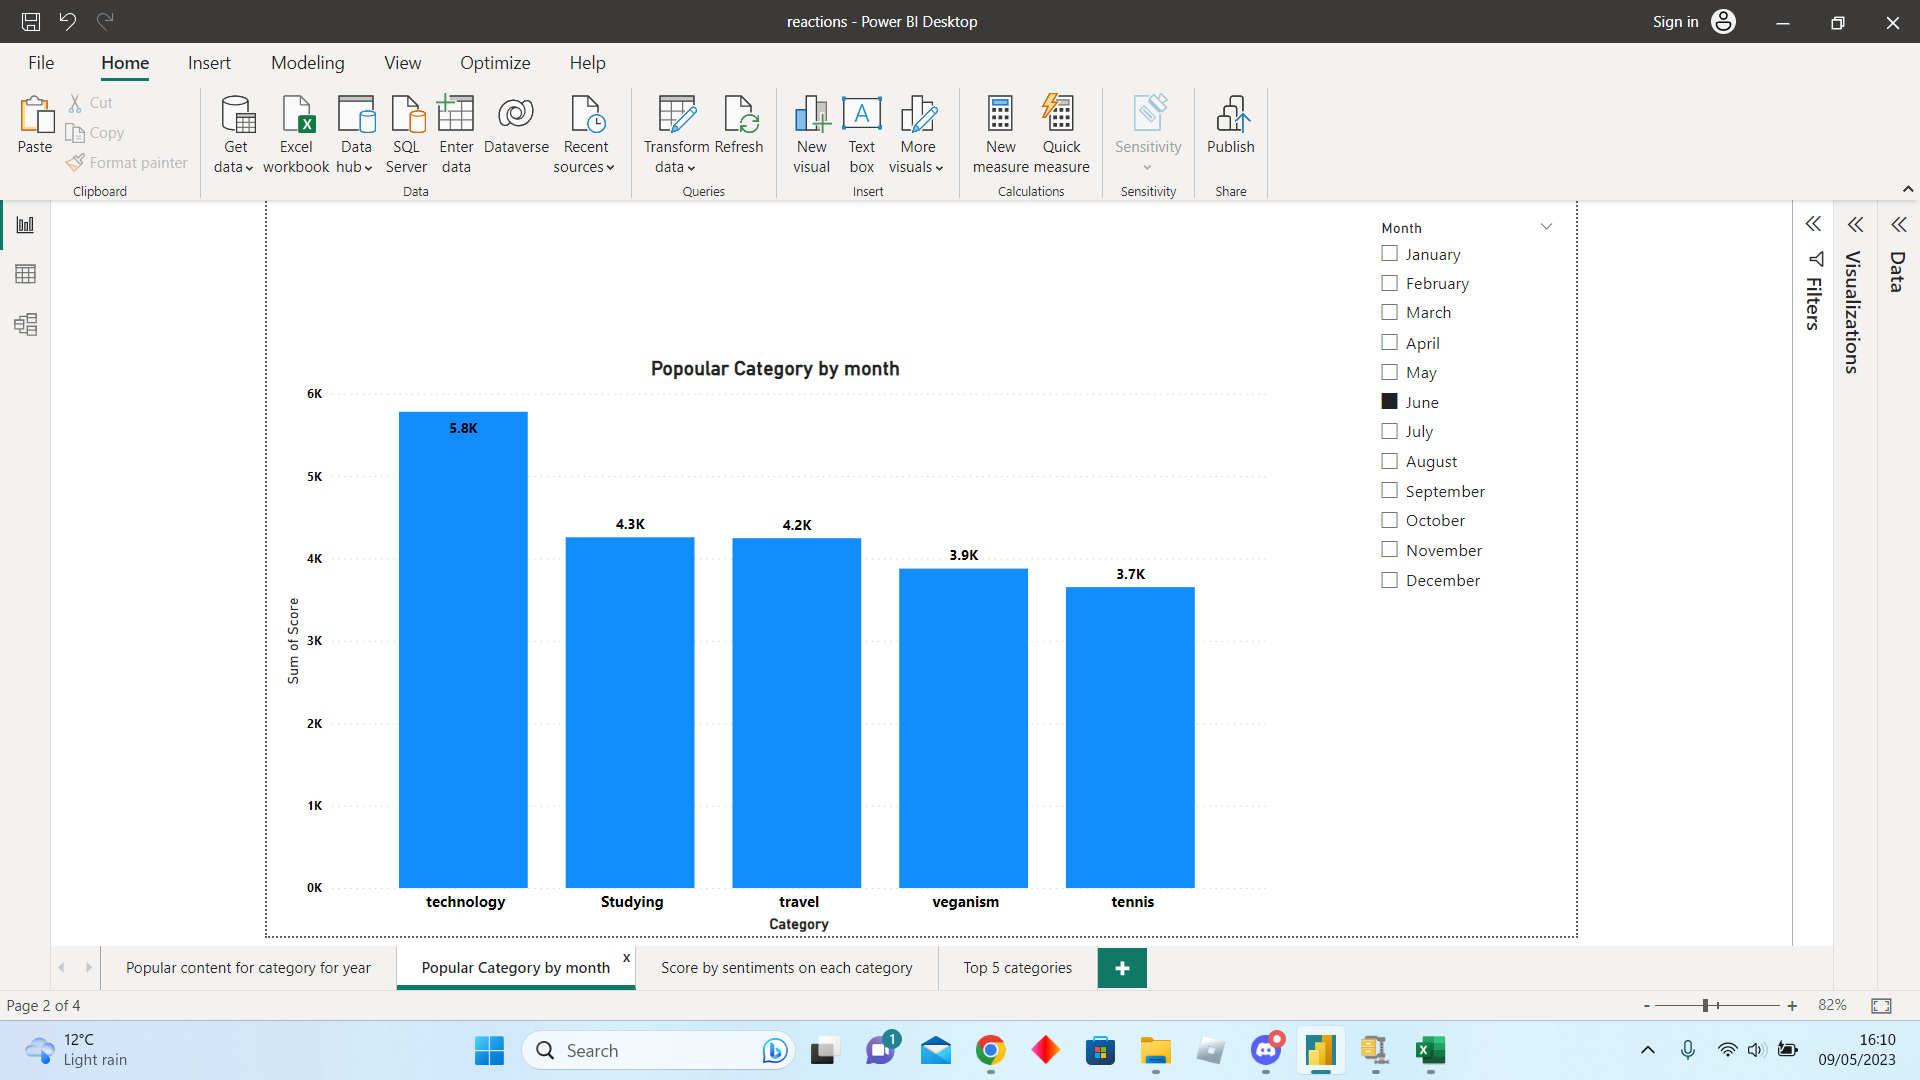 reactions - Power BI Desktop
Sign in
File Home Insert Modeling View Optimize Help
Paste
Cut
Copy
Format painter
Clipboard
Get data
Excel workbook
Data hub
SQL Server
Enter data
Dataverse
Recent sources
Data
Transform data
Refresh
Queries
New visual
Text box
More visuals
Insert
New measure
Quick measure
Calculations
Sensitivity
Sensitivity
Publish
Share
Popoular Category by month
6K
5K
4K
3K
2K
1K
0K
Sum of Score
5.8K
4.3K
4.2K
3.9K
3.7K
technology
Studying
travel
veganism
tennis
Category
Month
January
February
March
April
May
June
July
August
September
October
November
December
Filters
Visualizations
Data
Popular content for category for year
Popular Category by month
x
Score by sentiments on each category
Top 5 categories
Page 2 of 4
82%
12°C
Light rain
Search
1
16:10
09/05/2023